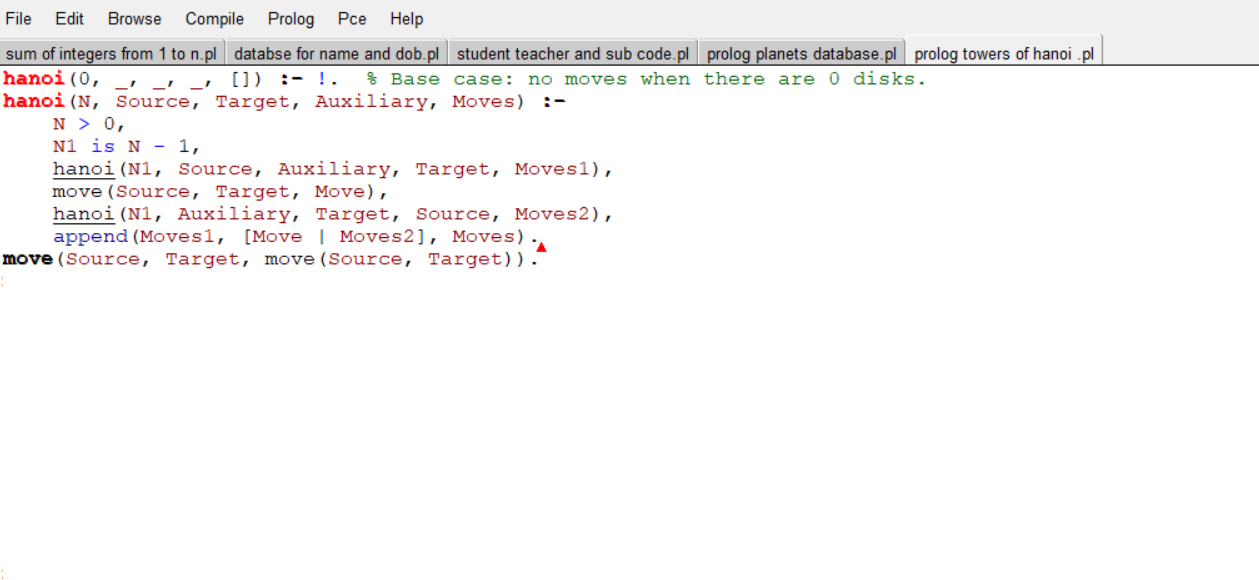 File Edit Browse Compile Prolog Pce Help
sum of integers from 1 to n.pl databse for name and dob.pl student teacher and sub code.pl prolog planets database.pl prolog towers of hanoi .pl
hanoi(0, _, _, _, []) :- !.  % Base case: no moves when there are 0 disks.
hanoi(N, Source, Target, Auxiliary, Moves) :-
    N > 0,
    N1 is N - 1,
    hanoi(N1, Source, Auxiliary, Target, Moves1),
    move(Source, Target, Move),
    hanoi(N1, Auxiliary, Target, Source, Moves2),
    append(Moves1, [Move | Moves2], Moves).
move(Source, Target, move(Source, Target)).